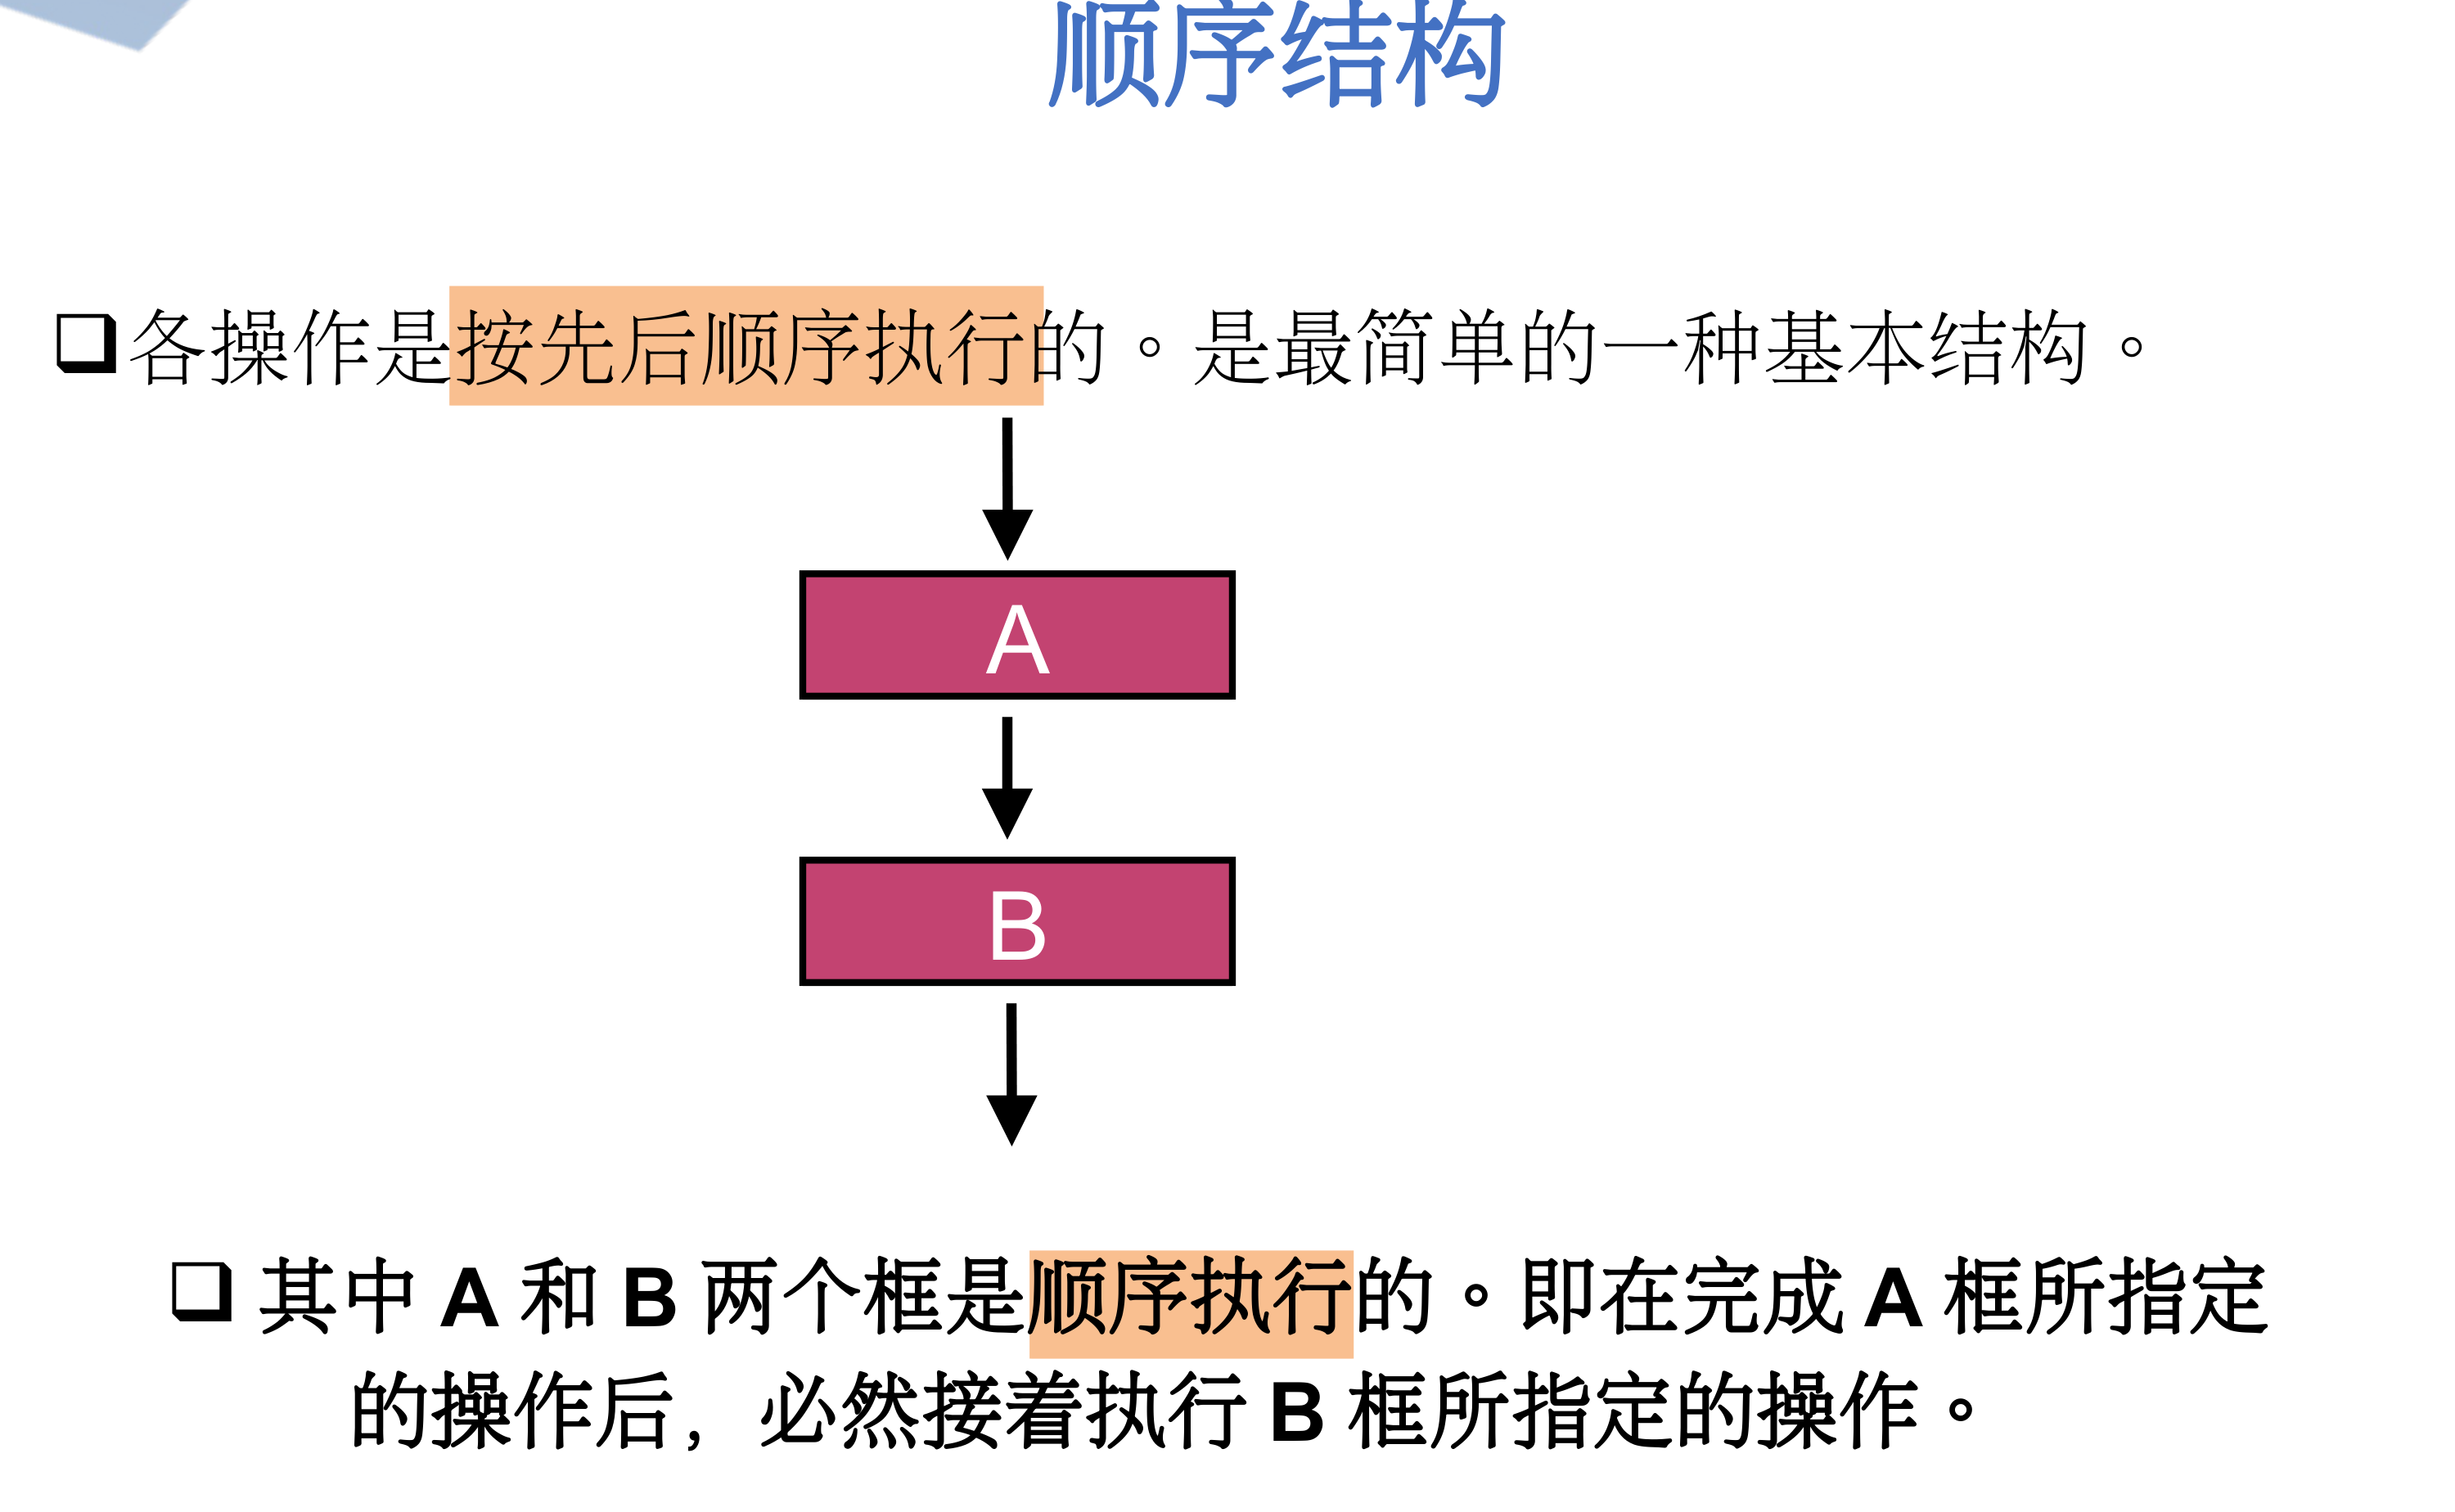 顺序结构
❑各操作是按先后顺序执行的。是最简单的一种基本结构。
A
B
❑其中 A 和 B 两个框是顺序执行的。即在完成 A 框所指定
的操作后，必然接着执行 B 框所指定的操作。